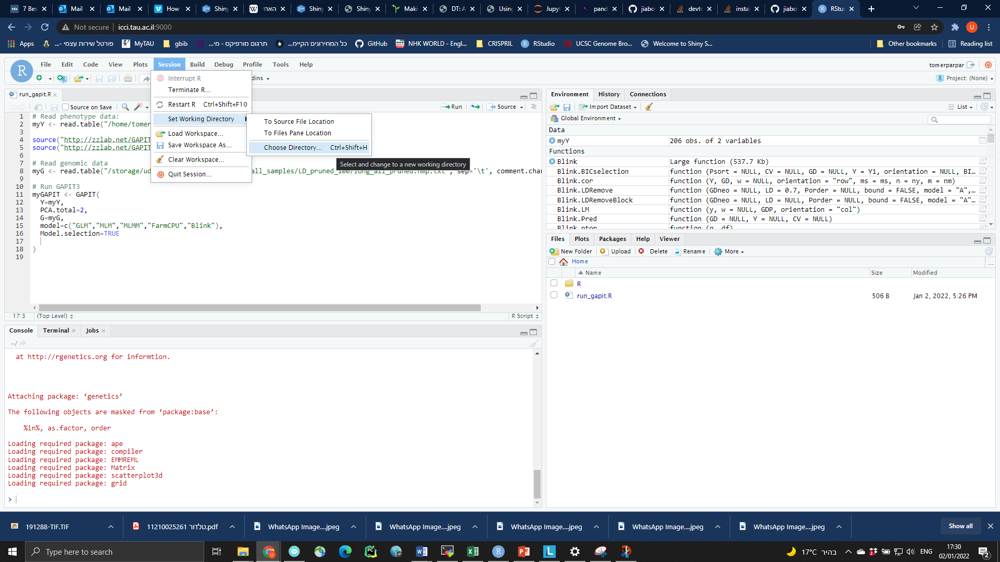 7 Bes
Mail -
Mail
How
Shiny
האחי
Shiny
Shiny
Maki
DT: A
Using
Jupyt
pand
jiabo
devto
instal
jiabo
RStud
Not secure
icci.tau.ac.il:9000
U
Apps
פורטל שירות עצמי -...
MyTAU
gbib
תרגום מורפיקס - מי...
כל המחירונים הקיימ...
GitHub
NHK WORLD - Engl...
CRISPRIL
RStudio
UCSC Genome Bro...
Welcome to Shiny S...
Other bookmarks
Reading list
R
File Edit Code View Plots Session Build Debug Profile Tools Help
tomerparpar
dins
Project: (None)
Interrupt R
Terminate R...
Restart R Ctrl+Shift+F10
Set Working Directory
Load Workspace...
Save Workspace As...
Clear Workspace...
Quit Session...
To Source File Location
To Files Pane Location
Choose Directory... Ctrl+Shift+H
Select and change to a new working directory
run_gapit.R
Source on Save
Run
Source
1 # Read phenotype data:
2 myY <- read.table("/home/tomer
3
4 source("http://zzlab.net/GAPIT
5 source("http://zzlab.net/GAPIT
6
7 # Read genomic data
8 myG <- read.table("/storage/ud all_samples/LD_pruned_100/long_all_pruned.hmp.txt", sep='\t', comment.char
9
10 # Run GAPIT3
11 myGAPIT <- GAPIT(
12 Y=myY,
13 PCA.total=2,
14 G=myG,
15 model=c("GLM","MLM","MLMM","FarmCPU","Blink"),
16 Model.selection=TRUE
17
18 )
19
17:3 (Top Level) R Script
Console Terminal Jobs
~/
at http://rgenetics.org for informtion.
Attaching package: ‘genetics’
The following objects are masked from ‘package:base’:
%in%, as.factor, order
Loading required package: ape
Loading required package: compiler
Loading required package: EMMREML
Loading required package: Matrix
Loading required package: scatterplot3d
Loading required package: grid
>
Environment History Connections
Import Dataset
List
Global Environment
Data
myY 206 obs. of 2 variables
Functions
Blink Large function (537.7 Kb)
Blink.BICselection function (Psort = NULL, CV = NULL, GD = NULL, Y = Y1, orientation = NULL, BI…
Blink.cor function (Y, GD, w = NULL, orientation = "row", ms = ms, n = ny, m = nm)
Blink.LDRemove function (GDneo = NULL, LD = 0.7, Porder = NULL, bound = FALSE, model = "A",…
Blink.LDRemoveBlock function (GDneo = NULL, LD = NULL, Porder = NULL, bound = FALSE, model = "A"…
Blink.LM function (y, w = NULL, GDP, orientation = "col")
Blink.Pred function (GD = NULL, Y = NULL, CV = NULL)
Blink.ptor function (p, df)
Files Plots Packages Help Viewer
New Folder Upload Delete Rename More
Home
...
Name Size Modified
R
run_gapit.R 506 B Jan 2, 2022, 5:26 PM
191288-TIF.TIF
11210025261 טלדור.pdf
WhatsApp Image....jpeg
WhatsApp Image....jpeg
WhatsApp Image....jpeg
WhatsApp Image....jpeg
WhatsApp Image....jpeg
Show all
Type here to search
17°C בהיר
ENG
17:30
02/01/2022
2